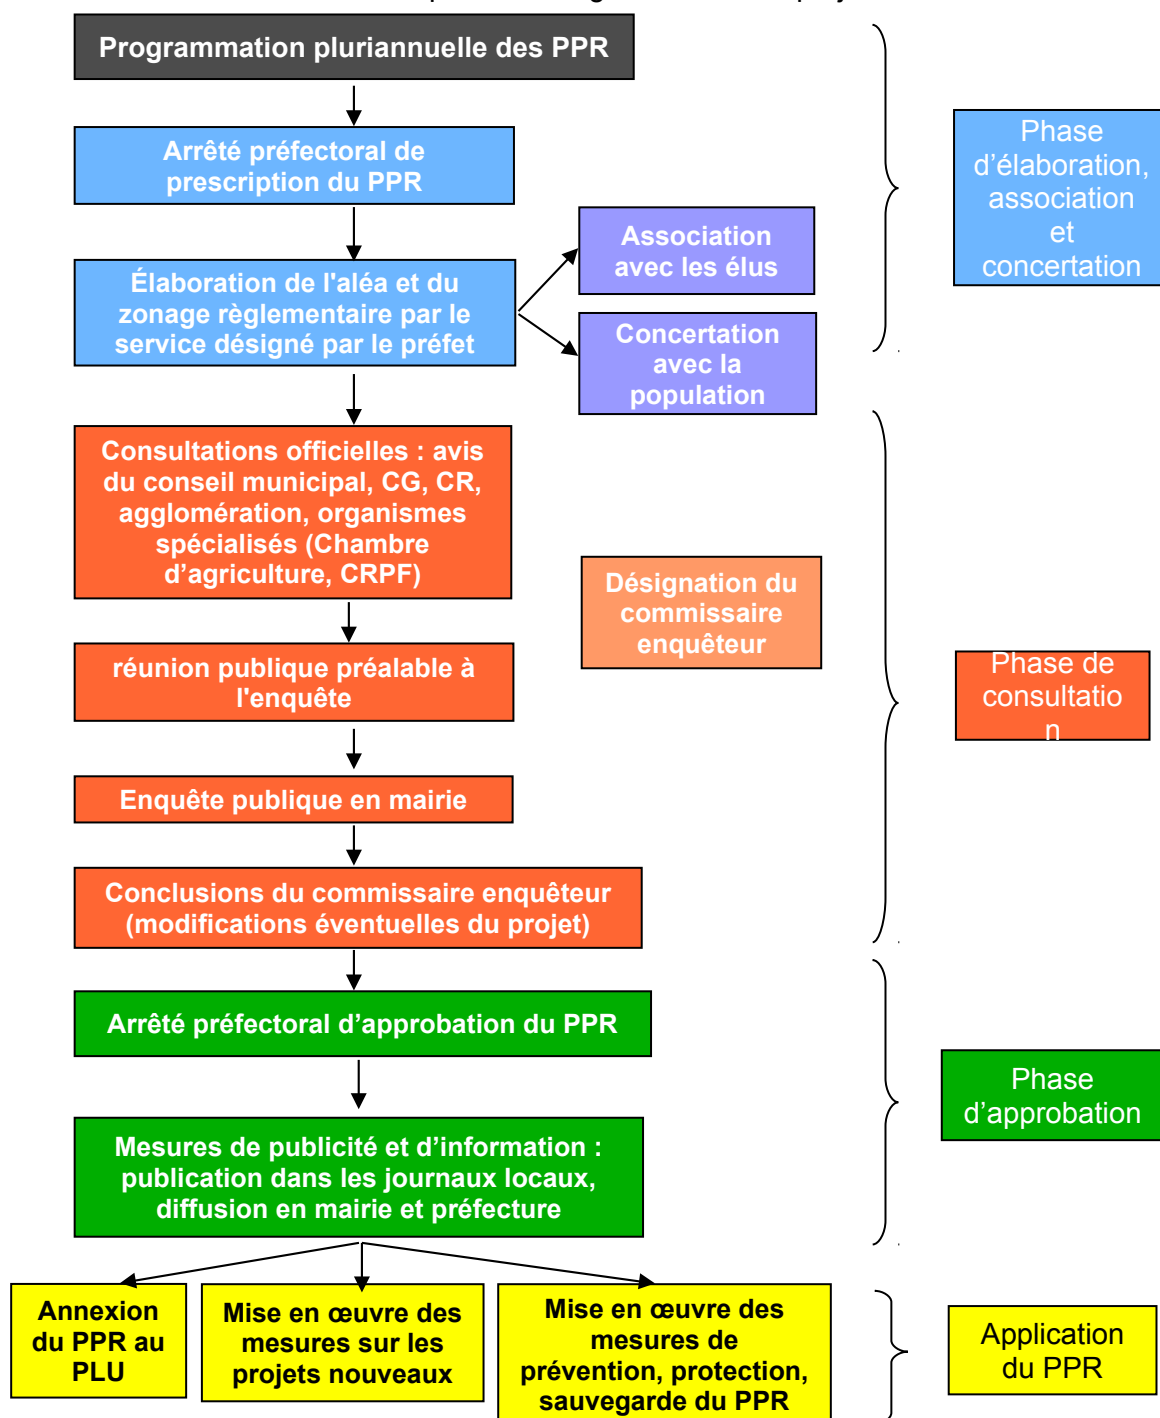 Programmation pluriannuelle des PPR
Arrêté préfectoral de
prescription du PPR
Élaboration de l'aléa et du
zonage règlementaire par le
service désigné par le préfet
Association
avec les élus
Concertation
avec la
population
Phase
d’élaboration,
association
et
concertation
Consultations officielles : avis
du conseil municipal, CG, CR,
agglomération, organismes
spécialisés (Chambre
d’agriculture, CRPF)
Désignation du
commissaire
enquêteur
réunion publique préalable à
l'enquête
Phase de
consultatio
n
Enquête publique en mairie
Conclusions du commissaire enquêteur
(modifications éventuelles du projet)
Arrêté préfectoral d’approbation du PPR
Mesures de publicité et d’information :
publication dans les journaux locaux,
diffusion en mairie et préfecture
Phase
d’approbation
Annexion
du PPR au
PLU
Mise en œuvre des
mesures sur les
projets nouveaux
Mise en œuvre des
mesures de
prévention, protection,
sauvegarde du PPR
Application
du PPR